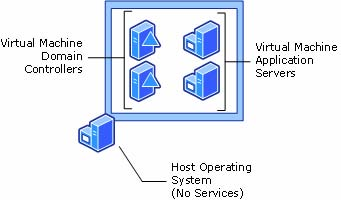 Virtual Machine
Domain
Controllers
Virtual Machine
Application
Servers
Host Operating
System
(No Services)